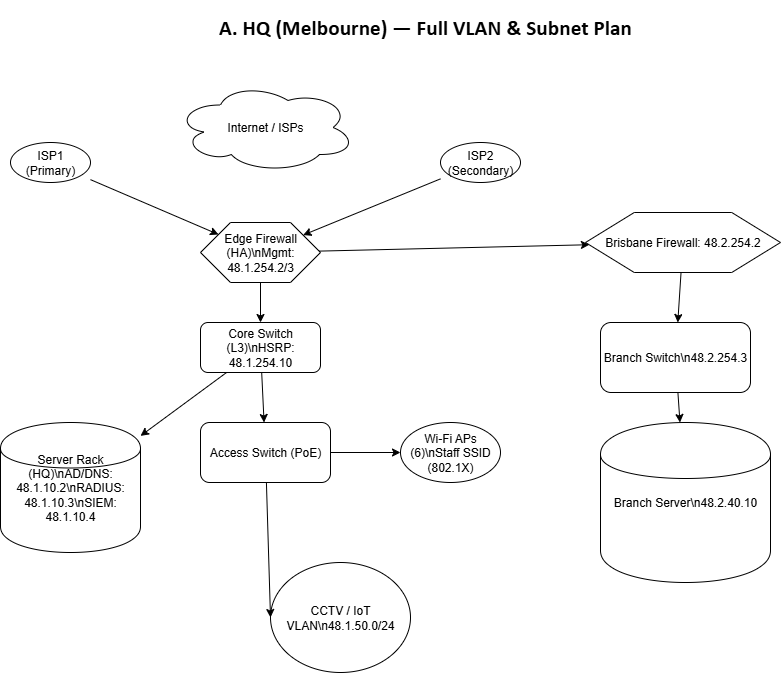 A. HQ (Melbourne) — Full VLAN & Subnet Plan
Internet / ISPs
ISP1
(Primary)
ISP2
(Secondary)
Edge Firewall
(HA)\nMgmt:
48.1.254.2/3
Brisbane Firewall: 48.2.254.2
Core Switch
(L3)\nHSRP:
48.1.254.10
Branch Switch\n48.2.254.3
Server Rack
(HQ)\nAD/DNS:
48.1.10.2\nRADIUS:
48.1.10.3\nSIEM:
48.1.10.4
Access Switch (PoE)
Wi-Fi APs
(6)\nStaff SSID
(802.1X)
Branch Server\n48.2.40.10
CCTV / IoT
VLAN\n48.1.50.0/24